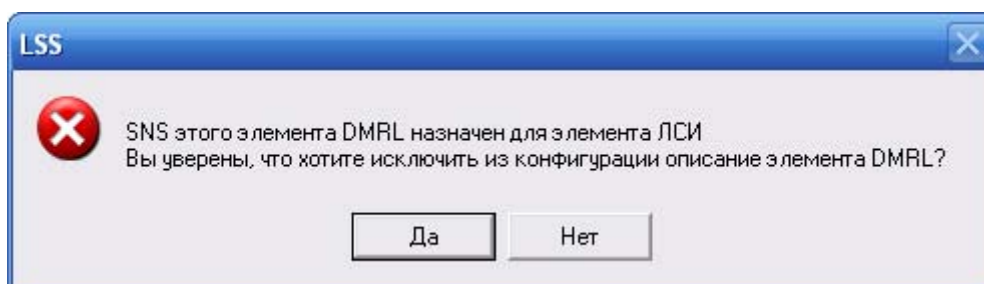 LSS
SNS этого элемента DMRL назначен для элемента ЛСИ
Вы уверены, что хотите исключить из конфигурации описание элемента DMRL?
Да
Нет